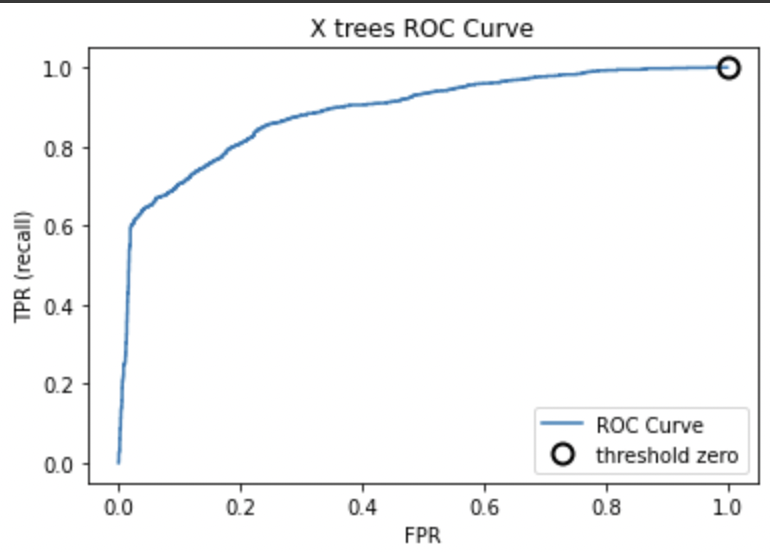 X trees ROC Curve
1.0
0.8
0.6
0.4
0.2
0.0
TPR (recall)
ROC Curve
threshold zero
0.0 0.2 0.4 0.6 0.8 1.0
FPR